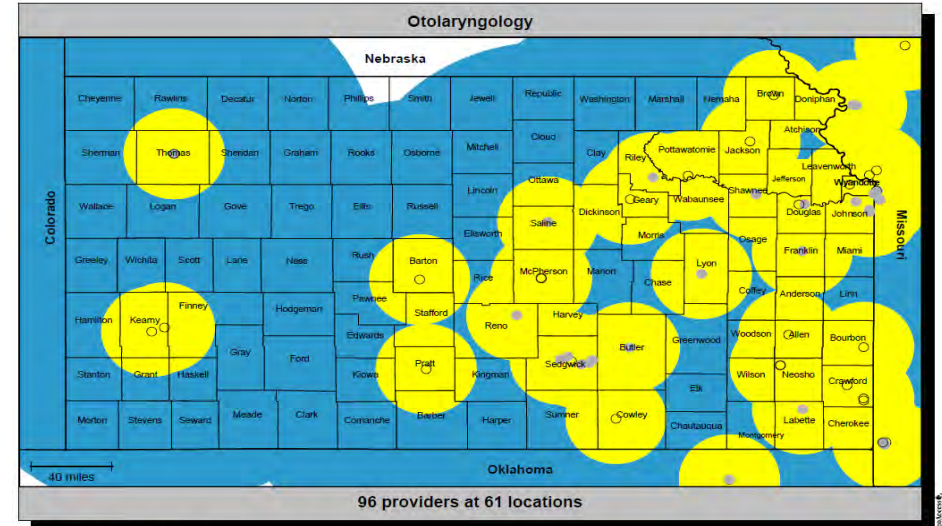 Otolaryngology
Nebraska
Cheyenne Rawlins Decatur Norton Phillips Smith Jewell Republic Washington Marshall Nemaha Brown Doniphan
Atchison
Sherman Thomas Sheridan Graham Rooks Osborne Mitchell Cloud Clay Riley Pottawatomie Jackson
Leavenworth
Jefferson Wyandotte
Wallace Logan Gove Trego Ellis Russell Lincoln Ottawa Dickinson Geary Wabaunsee Shawnee Douglas Johnson
Colorado
Missouri
Saline Ellsworth Morris Osage Franklin Miami
Greeley Wichita Scott Lane Ness Rush Barton Rice McPherson Marion Chase Lyon Coffey Anderson Linn
Hamilton Kearny Finney Hodgeman Pawnee Stafford Reno Harvey
Edwards Gray Ford Sedgwick Butler Greenwood Woodson Allen Bourbon
Stanton Grant Haskell Kiowa Pratt Kingman Elk Wilson Neosho Crawford
Morton Stevens Seward Meade Clark Comanche Barber Harper Sumner Cowley Chautauqua Montgomery Labette Cherokee
Oklahoma
40 miles
96 providers at 61 locations